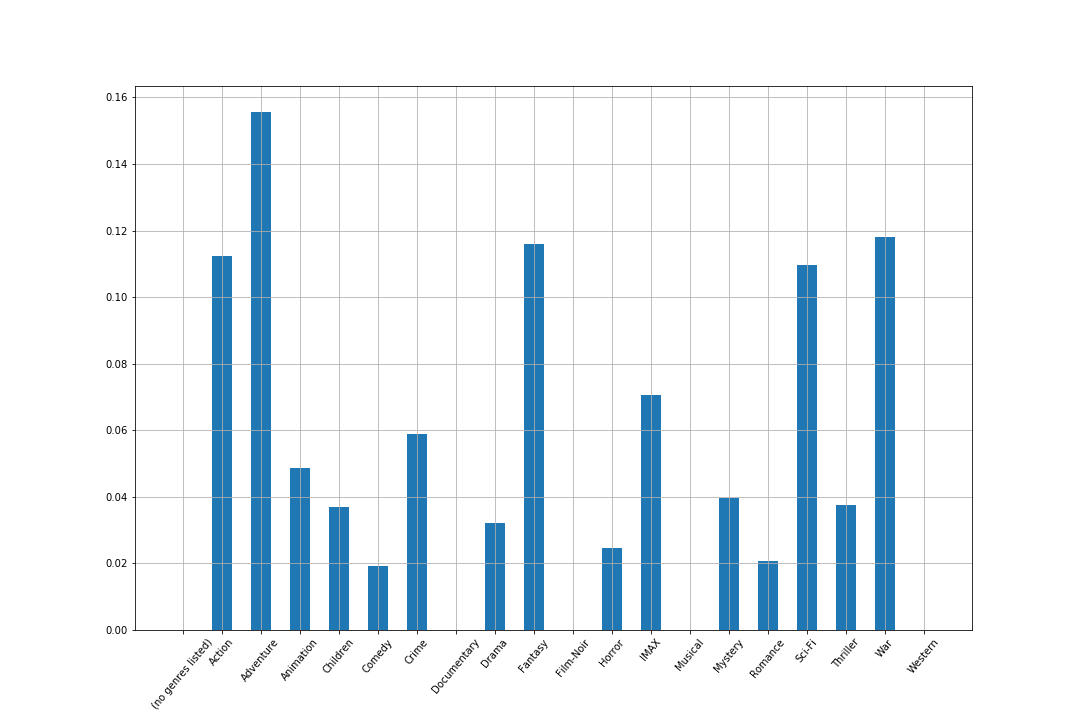 0.16
0.14
0.12
0.10
0.08
0.06
0.04
0.02
0.00
(no genres listed)
Action
Adventure
Animation
Children
Comedy
Crime
Documentary
Drama
Fantasy
Film-Noir
Horror
IMAX
Musical
Mystery
Romance
Sci-Fi
Thriller
War
Western